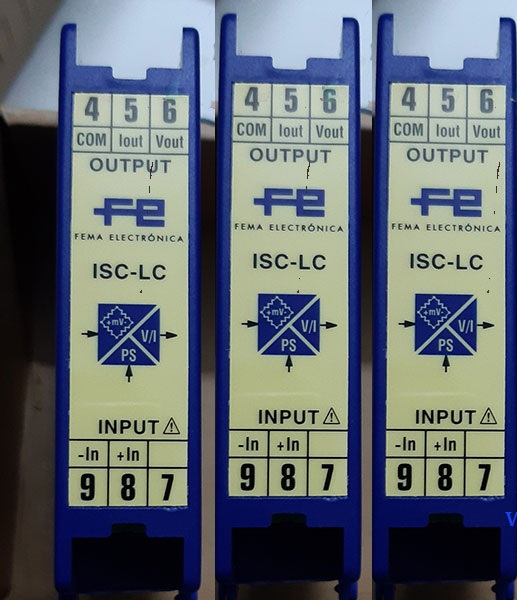 4 5 6
COM Iout Vout
OUTPUT
FE
FEMA ELECTRÓNICA
ISC-LC
+mV
V/I
PS
INPUT ⚠
-In +In
9 8 7
4 5 6
COM Iout Vout
OUTPUT
FE
FEMA ELECTRÓNICA
ISC-LC
+mV
V/I
PS
INPUT ⚠
-In +In
9 8 7
4 5 6
COM Iout Vout
OUTPUT
FE
FEMA ELECTRÓNICA
ISC-LC
+mV
V/I
PS
INPUT ⚠
-In +In
9 8 7